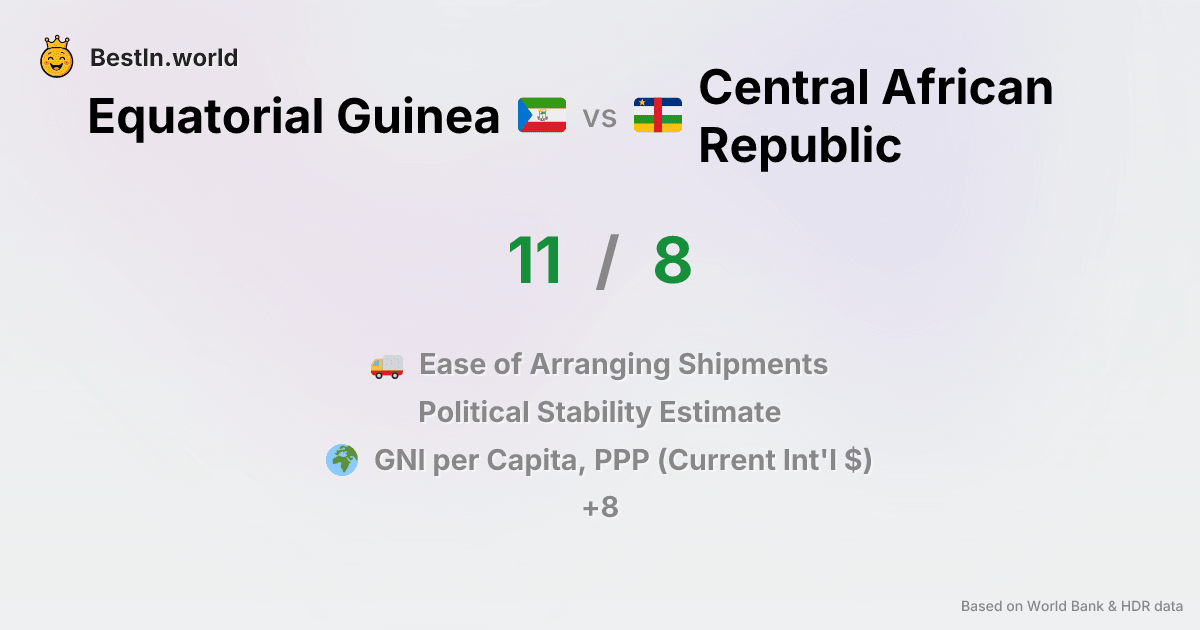 BestIn.world
Equatorial Guinea vs Central African
Republic
11 / 8
Ease of Arranging Shipments
Political Stability Estimate
GNI per Capita, PPP (Current Int'l $)
+8
Based on World Bank & HDR data